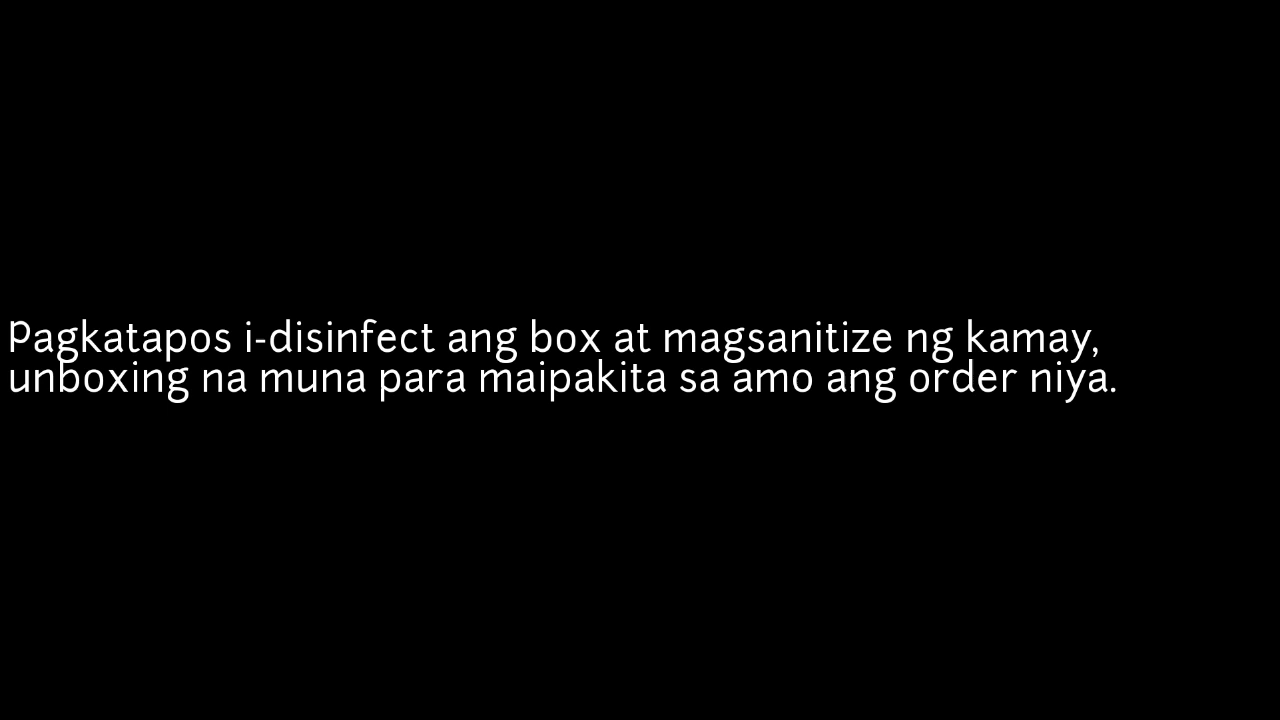 Pagkatapos i-disinfect ang box at magsanitize ng kamay,
unboxing na muna para maipakita sa amo ang order niya.